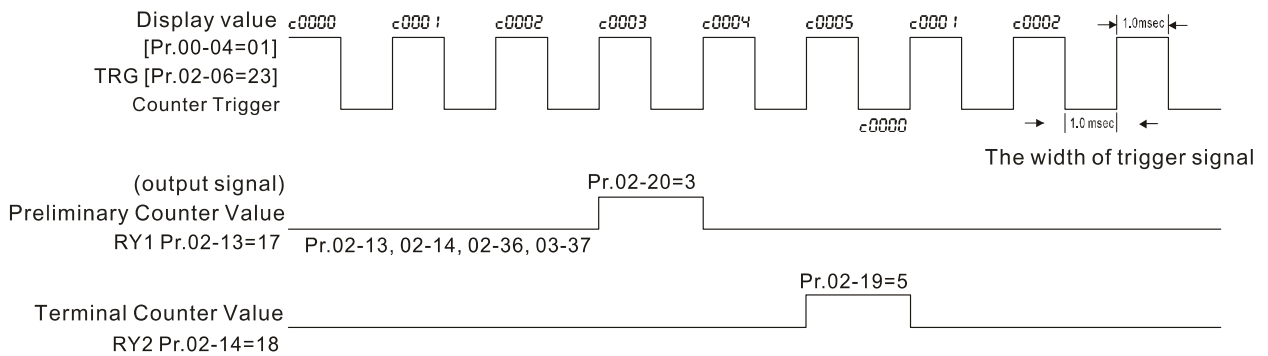 Display value c0000 c0001 c0002 c0003 c0004 c0005 c0001 c0002 1.0msec
[Pr.00-04=01]
TRG [Pr.02-06=23]
Counter Trigger
c0000 1.0 msec
The width of trigger signal
(output signal) Pr.02-20=3
Preliminary Counter Value
RY1 Pr.02-13=17 Pr.02-13, 02-14, 02-36, 03-37
Pr.02-19=5
Terminal Counter Value
RY2 Pr.02-14=18